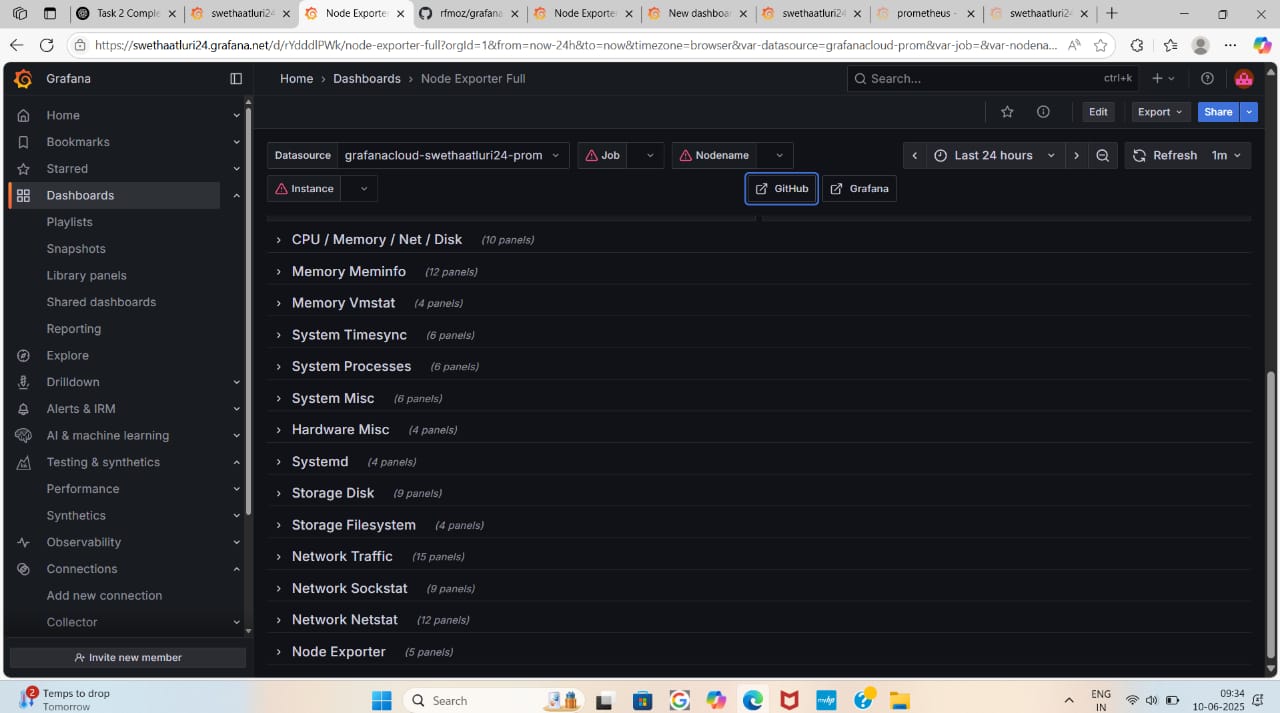 Task 2 Comple
swethaatluri24
Node Exporter
rfmoz/grafana
Node Exporter
New dashboar
swethaatluri24
prometheus -
swethaatluri24
https://swethaatluri24.grafana.net/d/rYdddlPWk/node-exporter-full?orgId=1&from=now-24h&to=now&timezone=browser&var-datasource=grafanacloud-prom&var-job=&var-nodena...
Grafana
Home › Dashboards › Node Exporter Full
Search...
ctrl+k
Edit
Export
Share
Home
Bookmarks
Starred
Dashboards
Playlists
Snapshots
Library panels
Shared dashboards
Reporting
Explore
Drilldown
Alerts & IRM
AI & machine learning
Testing & synthetics
Performance
Synthetics
Observability
Connections
Add new connection
Collector
Invite new member
Datasource
grafanacloud-swethaatluri24-prom
Job
Nodename
Last 24 hours
Refresh
1m
Instance
GitHub
Grafana
CPU / Memory / Net / Disk (10 panels)
Memory Meminfo (12 panels)
Memory Vmstat (4 panels)
System Timesync (6 panels)
System Processes (6 panels)
System Misc (6 panels)
Hardware Misc (4 panels)
Systemd (4 panels)
Storage Disk (9 panels)
Storage Filesystem (4 panels)
Network Traffic (15 panels)
Network Sockstat (9 panels)
Network Netstat (12 panels)
Node Exporter (5 panels)
2
Temps to drop
Tomorrow
Search
myhp
ENG
IN
09:34
10-06-2025